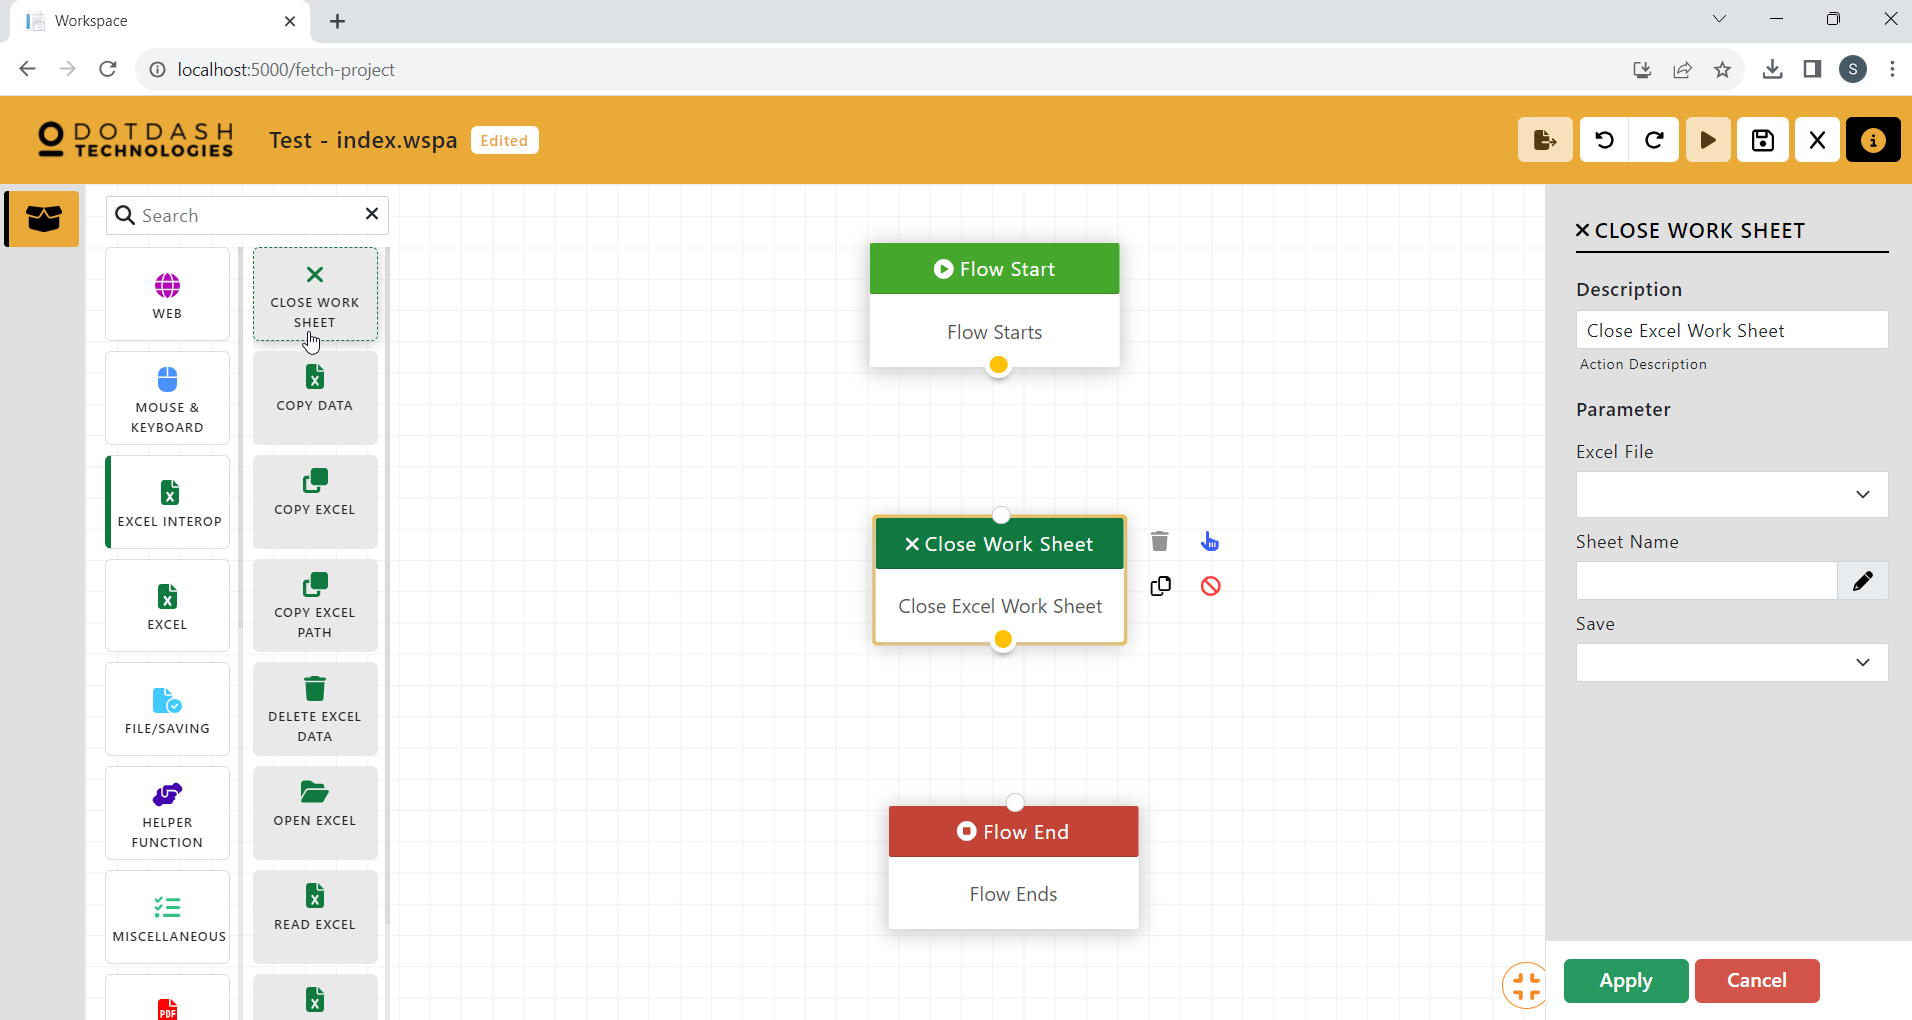 Workspace
localhost:5000/fetch-project
DOTDASH
TECHNOLOGIES
Test - index.wspa
Edited
Search
WEB
MOUSE &
KEYBOARD
EXCEL INTEROP
EXCEL
FILE/SAVING
HELPER
FUNCTION
MISCELLANEOUS
PDF
CLOSE WORK
SHEET
COPY DATA
COPY EXCEL
COPY EXCEL
PATH
DELETE EXCEL
DATA
OPEN EXCEL
READ EXCEL
Flow Start
Flow Starts
Close Work Sheet
Close Excel Work Sheet
Flow End
Flow Ends
CLOSE WORK SHEET
Description
Close Excel Work Sheet
Action Description
Parameter
Excel File
Sheet Name
Save
Apply
Cancel
S